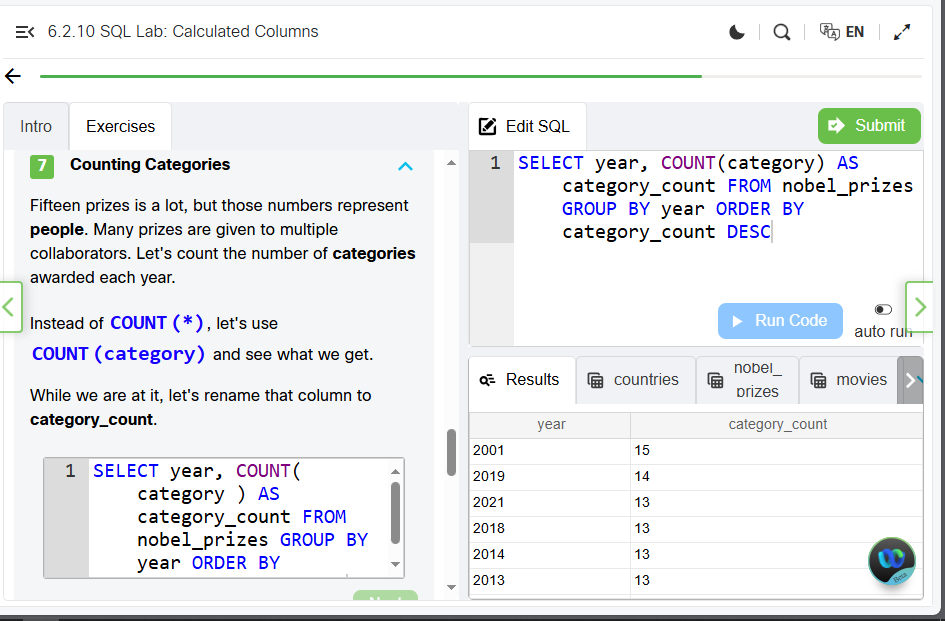 6.2.10 SQL Lab: Calculated Columns
EN
Intro
Exercises
7 Counting Categories
Fifteen prizes is a lot, but those numbers represent
people. Many prizes are given to multiple
collaborators. Let's count the number of categories
awarded each year.
Instead of COUNT(*), let's use
COUNT(category) and see what we get.
While we are at it, let's rename that column to
category_count.
1 SELECT year, COUNT(
category ) AS
category_count FROM
nobel_prizes GROUP BY
year ORDER BY
Edit SQL
Submit
1 SELECT year, COUNT(category) AS
category_count FROM nobel_prizes
GROUP BY year ORDER BY
category_count DESC
Run Code
auto run
Results
countries
nobel_
prizes
movies
year category_count
2001 15
2019 14
2021 13
2018 13
2014 13
2013 13
Beta